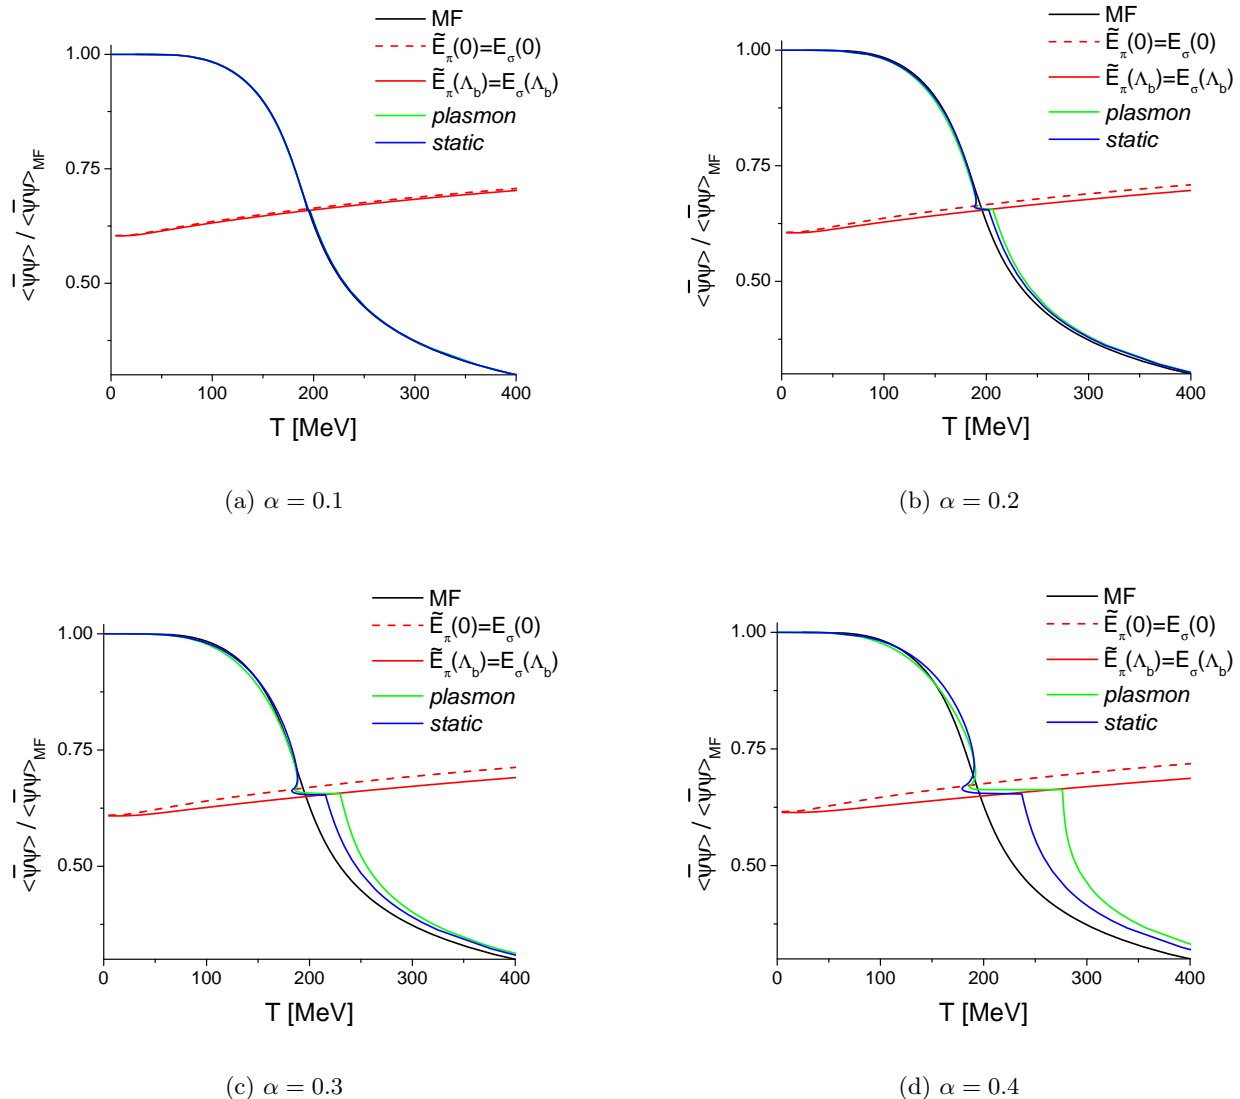 MF
Ẽπ(0)=Eσ(0)
Ẽπ(Λb)=Eσ(Λb)
plasmon
static
1.00
0.75
0.50
<ψ̅ψ> / <ψ̅ψ>MF
0 100 200 300 400
T [MeV]
(a) α = 0.1
MF
Ẽπ(0)=Eσ(0)
Ẽπ(Λb)=Eσ(Λb)
plasmon
static
1.00
0.75
0.50
<ψ̅ψ> / <ψ̅ψ>MF
0 100 200 300 400
T [MeV]
(b) α = 0.2
MF
Ẽπ(0)=Eσ(0)
Ẽπ(Λb)=Eσ(Λb)
plasmon
static
1.00
0.75
0.50
<ψ̅ψ> / <ψ̅ψ>MF
0 100 200 300 400
T [MeV]
(c) α = 0.3
MF
Ẽπ(0)=Eσ(0)
Ẽπ(Λb)=Eσ(Λb)
plasmon
static
1.00
0.75
0.50
<ψ̅ψ> / <ψ̅ψ>MF
0 100 200 300 400
T [MeV]
(d) α = 0.4